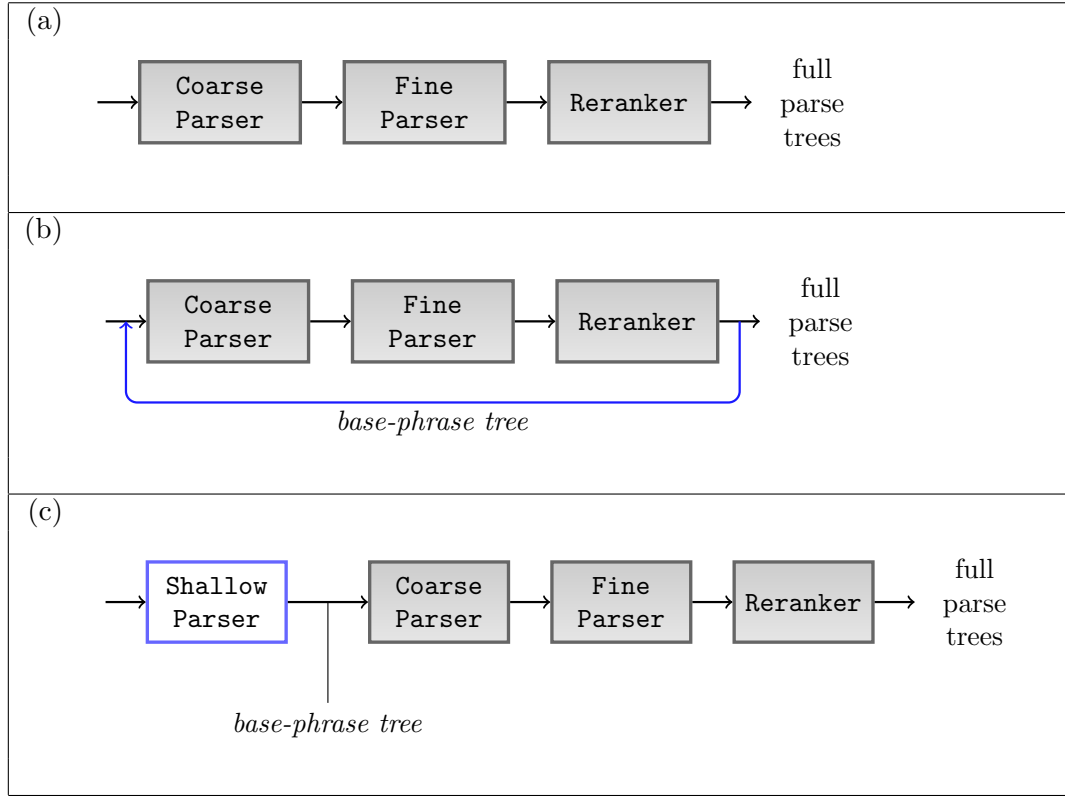 (a)
Coarse
Parser
Fine
Parser
Reranker
full
parse
trees
(b)
Coarse
Parser
Fine
Parser
Reranker
full
parse
trees
base-phrase tree
(c)
Shallow
Parser
Coarse
Parser
Fine
Parser
Reranker
full
parse
trees
base-phrase tree